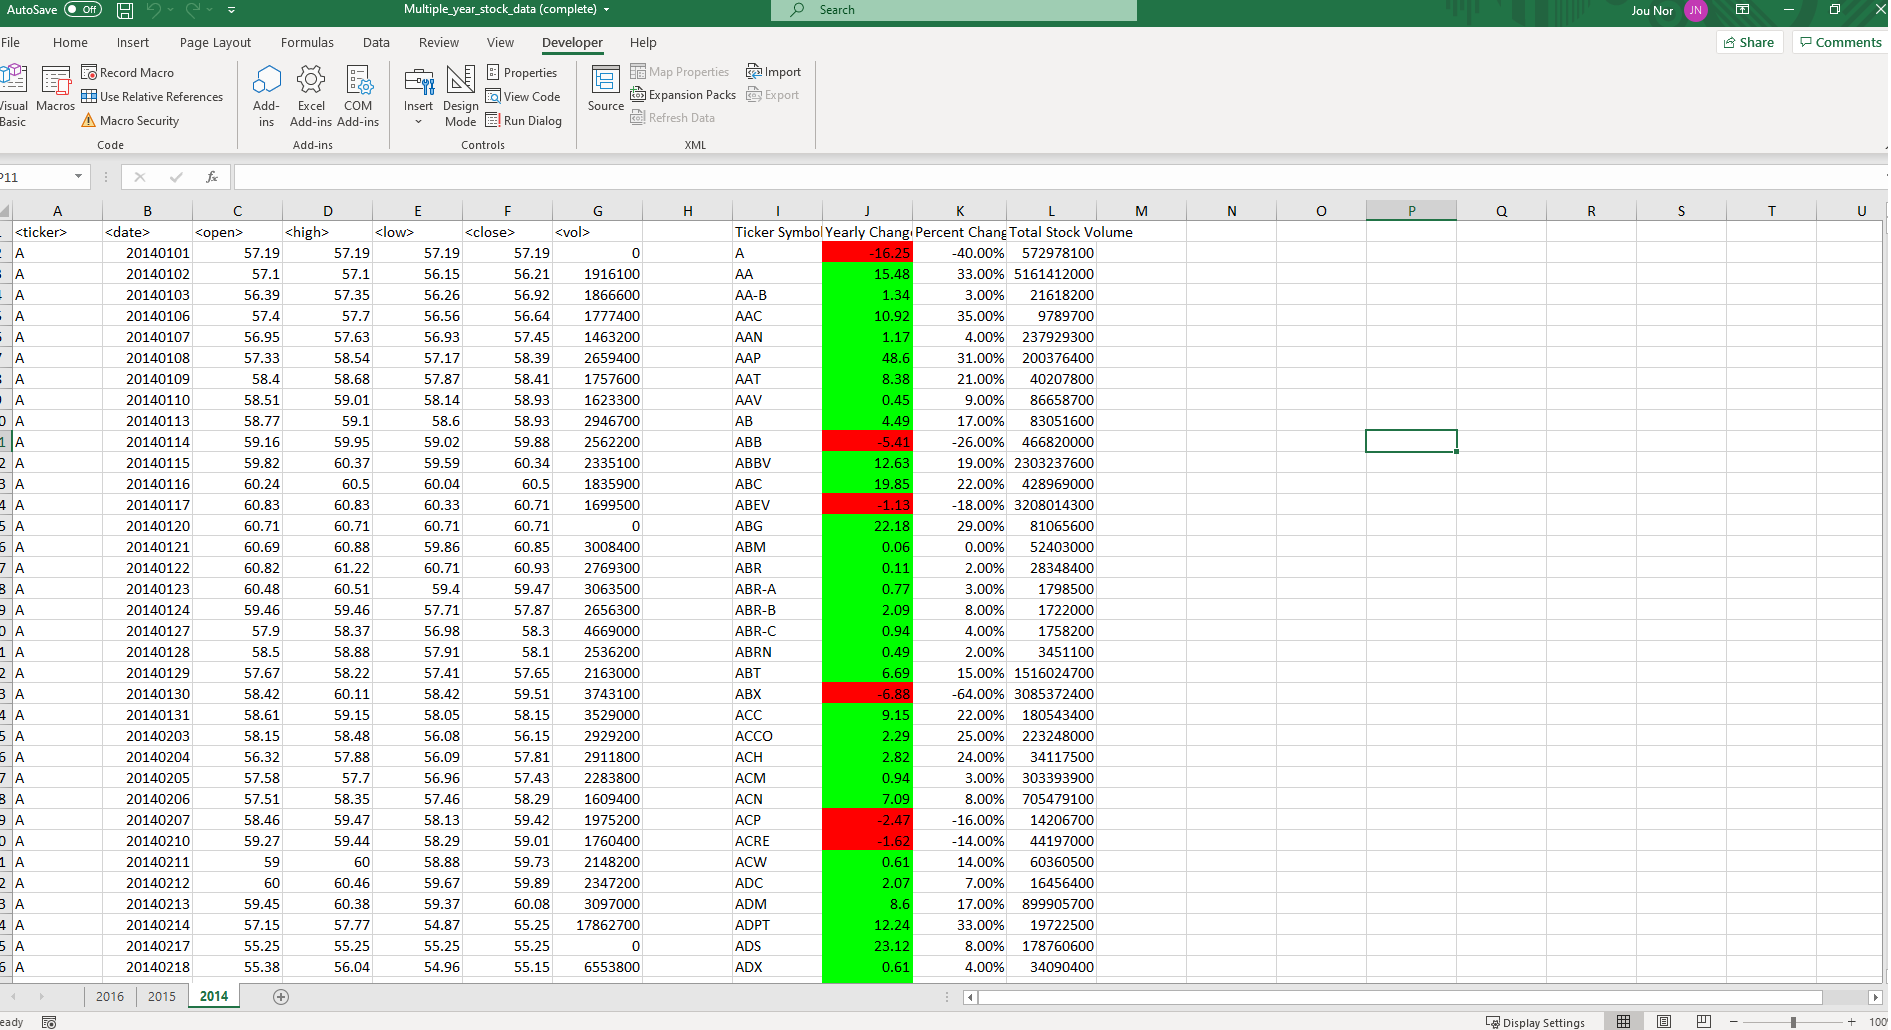 AutoSave Off Multiple_year_stock_data (complete) Search Jou Nor JN
File Home Insert Page Layout Formulas Data Review View Developer Help Share Comments
Visual Basic Macros Record Macro Use Relative References Macro Security
Add-ins Excel Add-ins COM Add-ins
Insert Design Mode Properties View Code Run Dialog
Source Map Properties Expansion Packs Refresh Data Import Export
Code Add-ins Controls XML
P11 fx
A B C D E F G H I J K L M N O P Q R S T U
<ticker> <date> <open> <high> <low> <close> <vol> Ticker Symbol Yearly Chang Percent Chang Total Stock Volume
A 20140101 57.19 57.19 57.19 57.19 0 A -16.25 -40.00% 572978100
A 20140102 57.1 57.1 56.15 56.21 1916100 AA 15.48 33.00% 5161412000
A 20140103 56.39 57.35 56.26 56.92 1866600 AA-B 1.34 3.00% 21618200
A 20140106 57.4 57.7 56.56 56.64 1777400 AAC 10.92 35.00% 9789700
A 20140107 56.95 57.63 56.93 57.45 1463200 AAN 1.17 4.00% 237929300
A 20140108 57.33 58.54 57.17 58.39 2659400 AAP 48.6 31.00% 200376400
A 20140109 58.4 58.68 57.87 58.41 1757600 AAT 8.38 21.00% 40207800
A 20140110 58.51 59.01 58.14 58.93 1623300 AAV 0.45 9.00% 86658700
A 20140113 58.77 59.1 58.6 58.93 2946700 AB 4.49 17.00% 83051600
A 20140114 59.16 59.95 59.02 59.88 2562200 ABB -5.41 -26.00% 466820000
A 20140115 59.82 60.37 59.59 60.34 2335100 ABBV 12.63 19.00% 2303237600
A 20140116 60.24 60.5 60.04 60.5 1835900 ABC 19.85 22.00% 428969000
A 20140117 60.83 60.83 60.33 60.71 1699500 ABEV -1.13 -18.00% 3208014300
A 20140120 60.71 60.71 60.71 60.71 0 ABG 22.18 29.00% 81065600
A 20140121 60.69 60.88 59.86 60.85 3008400 ABM 0.06 0.00% 52403000
A 20140122 60.82 61.22 60.71 60.93 2769300 ABR 0.11 2.00% 28348400
A 20140123 60.48 60.51 59.4 59.47 3063500 ABR-A 0.77 3.00% 1798500
A 20140124 59.46 59.46 57.71 57.87 2656300 ABR-B 2.09 8.00% 1722000
A 20140127 57.9 58.37 56.98 58.3 4669000 ABR-C 0.94 4.00% 1758200
A 20140128 58.5 58.88 57.91 58.1 2536200 ABRN 0.49 2.00% 3451100
A 20140129 57.67 58.22 57.41 57.65 2163000 ABT 6.69 15.00% 1516024700
A 20140130 58.42 60.11 58.42 59.51 3743100 ABX -6.88 -64.00% 3085372400
A 20140131 58.61 59.15 58.05 58.15 3529000 ACC 9.15 22.00% 180543400
A 20140203 58.15 58.48 56.08 56.15 2929200 ACCO 2.29 25.00% 223248000
A 20140204 56.32 57.88 56.09 57.81 2911800 ACH 2.82 24.00% 34117500
A 20140205 57.58 57.7 56.96 57.43 2283800 ACM 0.94 3.00% 303393900
A 20140206 57.51 58.35 57.46 58.29 1609400 ACN 7.09 8.00% 705479100
A 20140207 58.46 59.47 58.13 59.42 1975200 ACP -2.47 -16.00% 14206700
A 20140210 59.27 59.44 58.29 59.01 1760400 ACRE -1.62 -14.00% 44197000
A 20140211 59 60 58.88 59.73 2148200 ACW 0.61 14.00% 60360500
A 20140212 60 60.46 59.67 59.89 2347200 ADC 2.07 7.00% 16456400
A 20140213 59.45 60.38 59.37 60.08 3097000 ADM 8.6 17.00% 899905700
A 20140214 57.15 57.77 54.87 55.25 17862700 ADPT 12.24 33.00% 19722500
A 20140217 55.25 55.25 55.25 55.25 0 ADS 23.12 8.00% 178760600
A 20140218 55.38 56.04 54.96 55.15 6553800 ADX 0.61 4.00% 34090400
2016 2015 2014
eady Display Settings 100